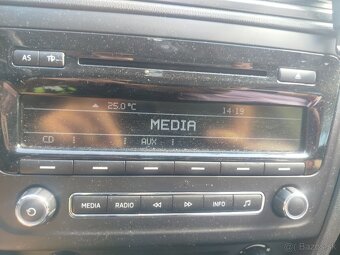 AS TP
25.0°C 14:19
MEDIA
CD AUX
MEDIA RADIO INFO